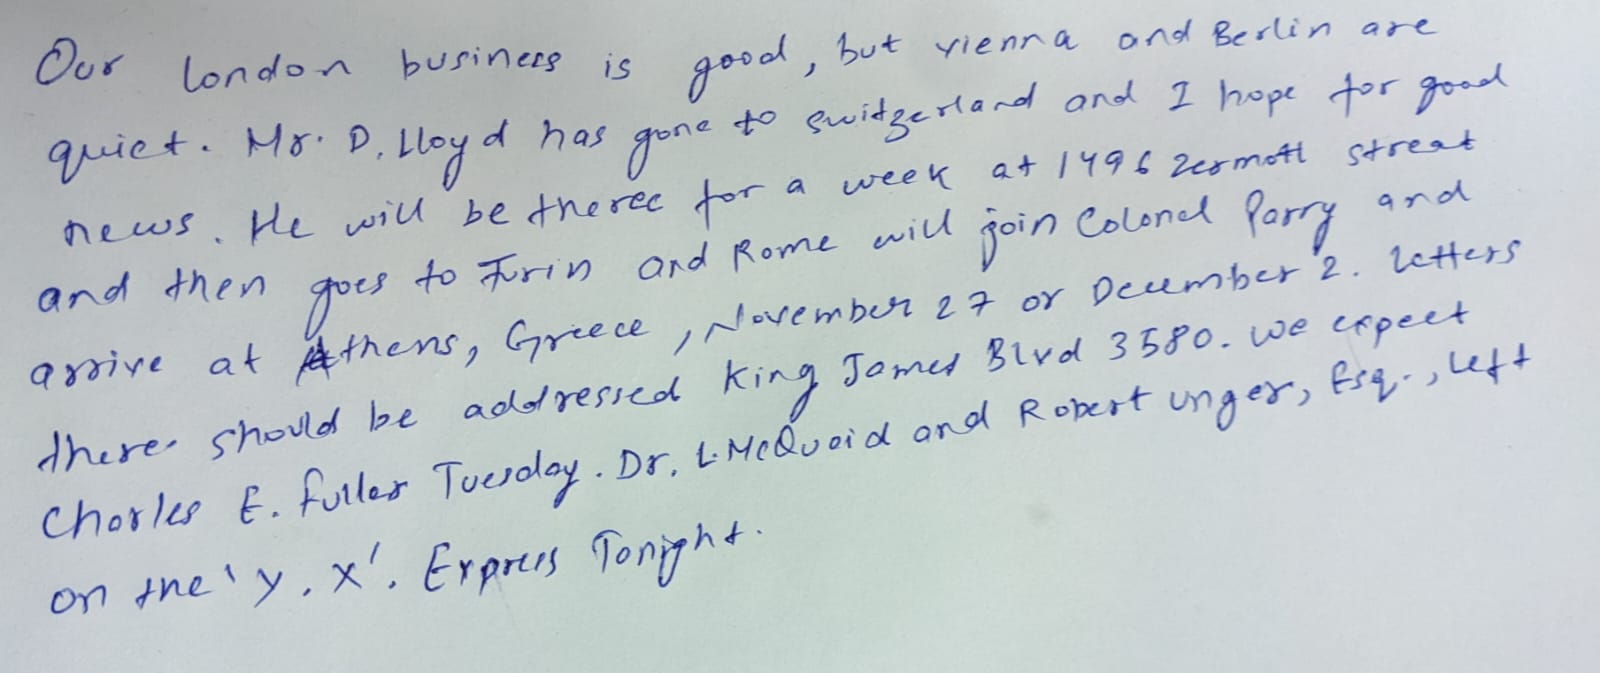 Our london business is good, but vienna and Berlin are
quiet. Mr. D. Lloyd has gone to switzerland and I hope for good
news. He will be theree for a week at 1496 zermott streat
and then goes to Turin and Rome will join Colonel Parry and
arrive at Athens, Greece, November 27 or December 2. Letters
there should be addressed King James Blvd 3580. we expect
Charles E. Fuller Tuesday. Dr. L. McQuaid and Robert unger, Esq., left
on the 'y. x'. Express Tonight.